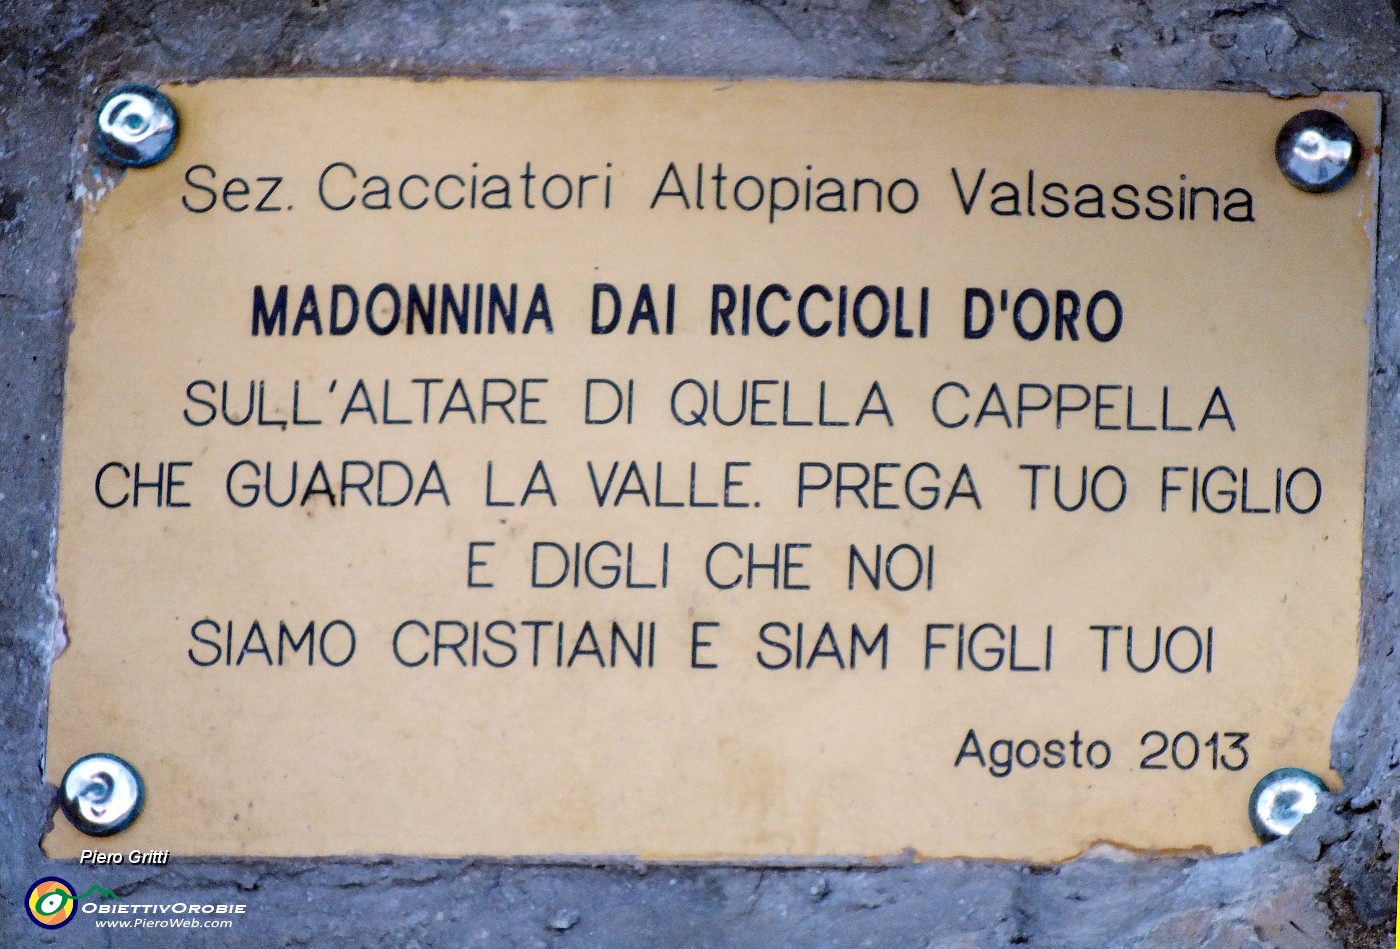 Sez. Cacciatori Altopiano Valsassina
MADONNINA DAI RICCIOLI D'ORO
SULL'ALTARE DI QUELLA CAPPELLA
CHE GUARDA LA VALLE. PREGA TUO FIGLIO
E DIGLI CHE NOI
SIAMO CRISTIANI E SIAM FIGLI TUOI
Agosto 2013
Piero Gritti
OBIETTIVOROBIE
www.PieroWeb.com